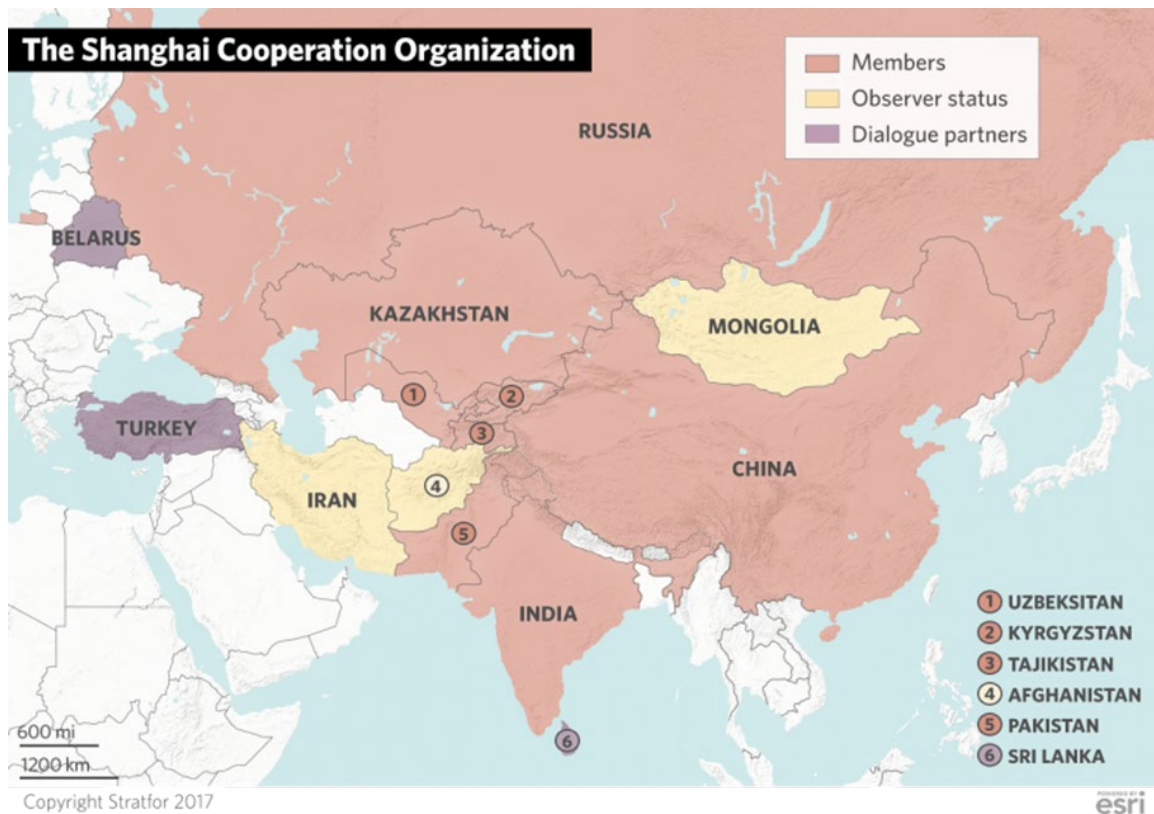 The Shanghai Cooperation Organization
Members
Observer status
Dialogue partners
RUSSIA
BELARUS
KAZAKHSTAN
MONGOLIA
1
2
TURKEY
3
CHINA
IRAN
4
5
INDIA
6
1 UZBEKSITAN
2 KYRGYZSTAN
3 TAJIKISTAN
4 AFGHANISTAN
5 PAKISTAN
6 SRI LANKA
600 mi
1200 km
Copyright Stratfor 2017
POWERED BY
esri